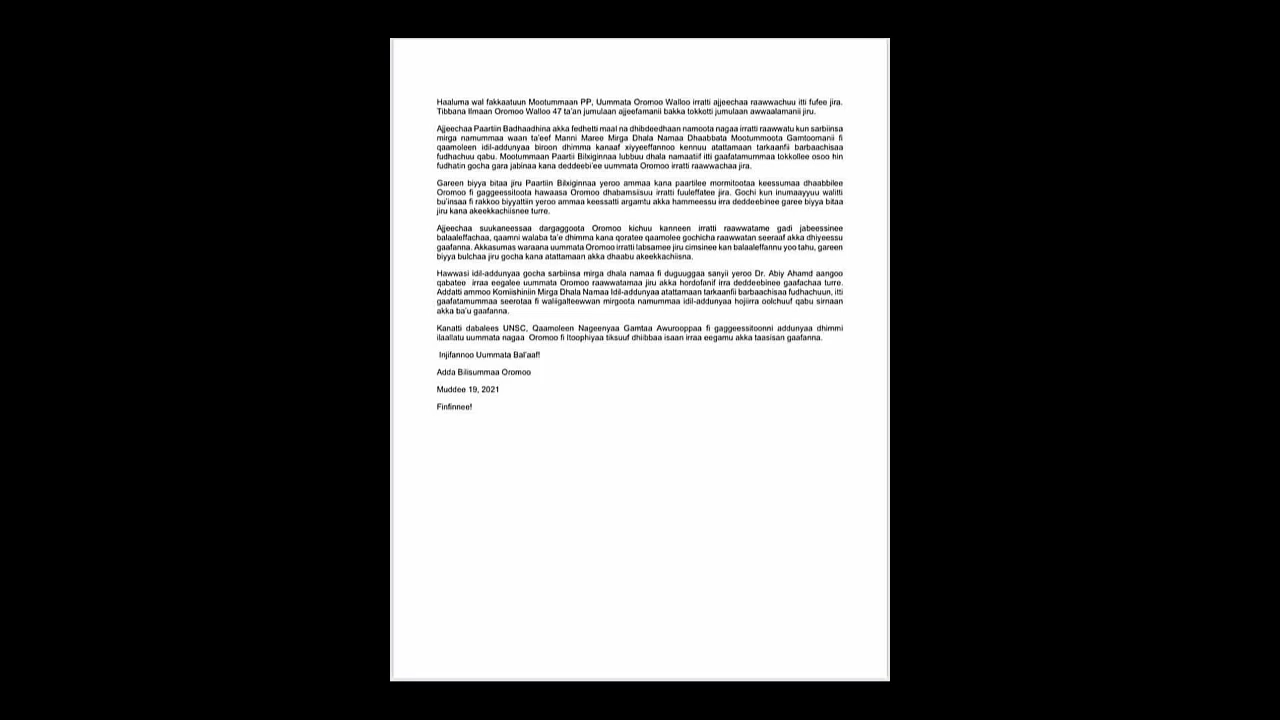 Haaluma wal fakkaatuun Mootummaan PP, Uummata Oromoo Walloo irratti ajjeechaa raawwachuu itti fufee jira.
Tibbana Ilmaan Oromoo Walloo 47 ta'an jumulaan ajjeefamanii bakka tokkotti jumulaan awwaalamanii jiru.
Ajjeechaa Paartiin Badhaadhina akka fedhetti maal na dhibdeedhaan namoota nagaa irratti raawwatu kun sarbiinsa
mirga namummaa waan ta'eef Manni Maree Mirga Dhala Namaa Dhaabbata Mootummoota Gamtoomanii fi
qaamoleen idil-addunyaa biroon dhimma kanaaf xiyyeeffannoo kennuu atattamaan tarkaanfii barbaachisaa
fudhachuu qabu. Mootummaan Paartii Bilxiginnaa lubbuu dhala namaatiif itti gaafatamummaa tokkollee osoo hin
fudhatin gocha gara jabinaa kana deddeebi'ee uummata Oromoo irratti raawwachaa jira.
Gareen biyya bitaa jiru Paartiin Bilxiginnaa yeroo ammaa kana paartilee mormitootaa keessumaa dhaabbilee
Oromoo fi gaggeessitoota hawaasa Oromoo dhabamsiisuu irratti fuuleffatee jira. Gochi kun inumaayyuu walitti
bu'insaa fi rakkoo biyyattiin yeroo ammaa keessatti argamtu akka hammeessu irra deddeebinee garee biyya bitaa
jiru kana akeekkachiisnee turre.
Ajjeechaa suukaneessaa dargaggoota Oromoo kichuu kanneen irratti raawwatame gadi jabeessinee
balaaleffachaa, qaamni walaba ta'e dhimma kana qoratee qaamolee gochicha raawwatan seeraaf akka dhiyeessu
gaafanna. Akkasumas waraana uummata Oromoo irratti labsamee jiru cimsinee kan balaaleffannu yoo tahu, gareen
biyya bulchaa jiru gocha kana atattamaan akka dhaabu akeekkachiisna.
Hawwasi idil-addunyaa gocha sarbiinsa mirga dhala namaa fi duguuggaa sanyii yeroo Dr. Abiy Ahamd aangoo
qabatee irraa eegalee uummata Oromoo raawwatamaa jiru akka hordofanif irra deddeebinee gaafachaa turre.
Addatti ammoo Komiishiniin Mirga Dhala Namaa Idil-addunyaa atattamaan tarkaanfii barbaachisaa fudhachuun, itti
gaafatamummaa seerotaa fi waliigalteewwan mirgoota namummaa idil-addunyaa hojiirra oolchuuf qabu sirnaan
akka ba'u gaafanna.
Kanatti dabalees UNSC, Qaamoleen Nageenyaa Gamtaa Awurooppaa fi gaggeessitoonni addunyaa dhimmi
ilaallatu uummata nagaa Oromoo fi Itoophiyaa tiksuuf dhiibbaa isaan irraa eegamu akka taasisan gaafanna.
Injifannoo Uummata Bal'aaf!
Adda Bilisummaa Oromoo
Muddee 19, 2021
Finfinnee!